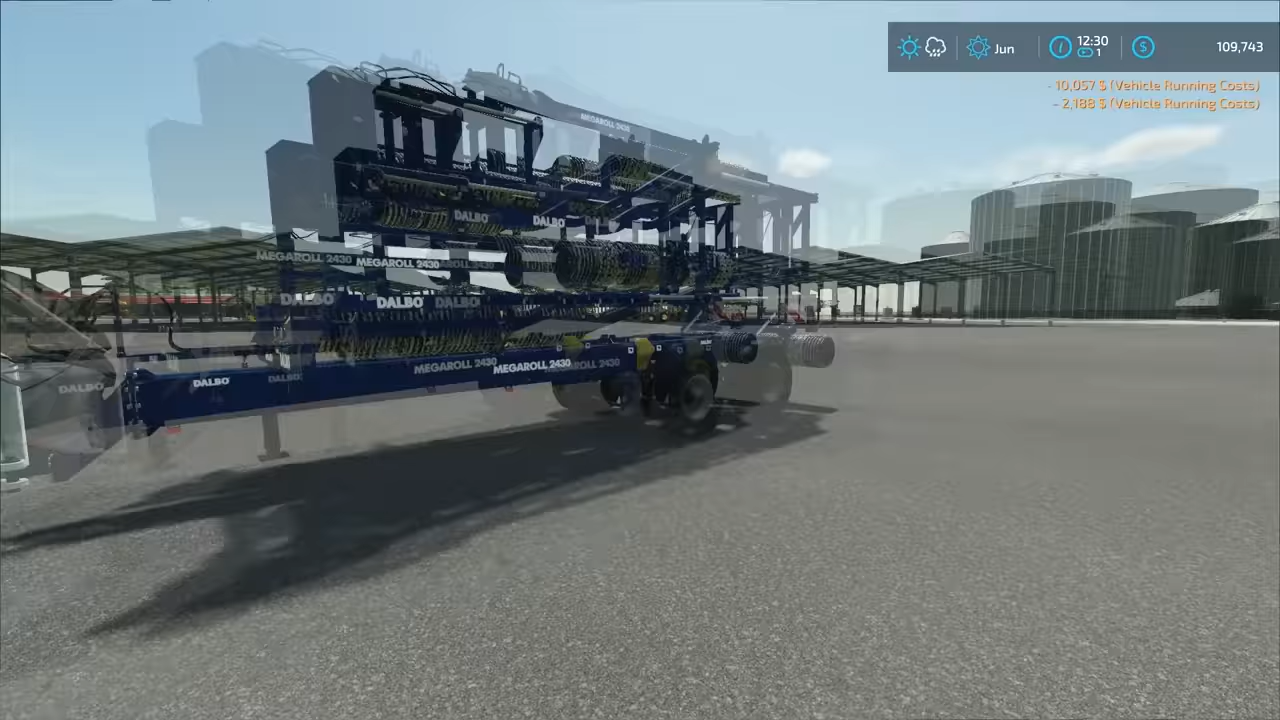 Jun
12:30
1
$
109,743
- 10,057 $ (Vehicle Running Costs)
- 2,188 $ (Vehicle Running Costs)
MEGAROLL 2430
DALBO DALBO
MEGAROLL 2430 MEGAROLL 2430
DALBO DALBO DALBO
MEGAROLL 2430 MEGAROLL 2430
DALBO DALBO DALBO